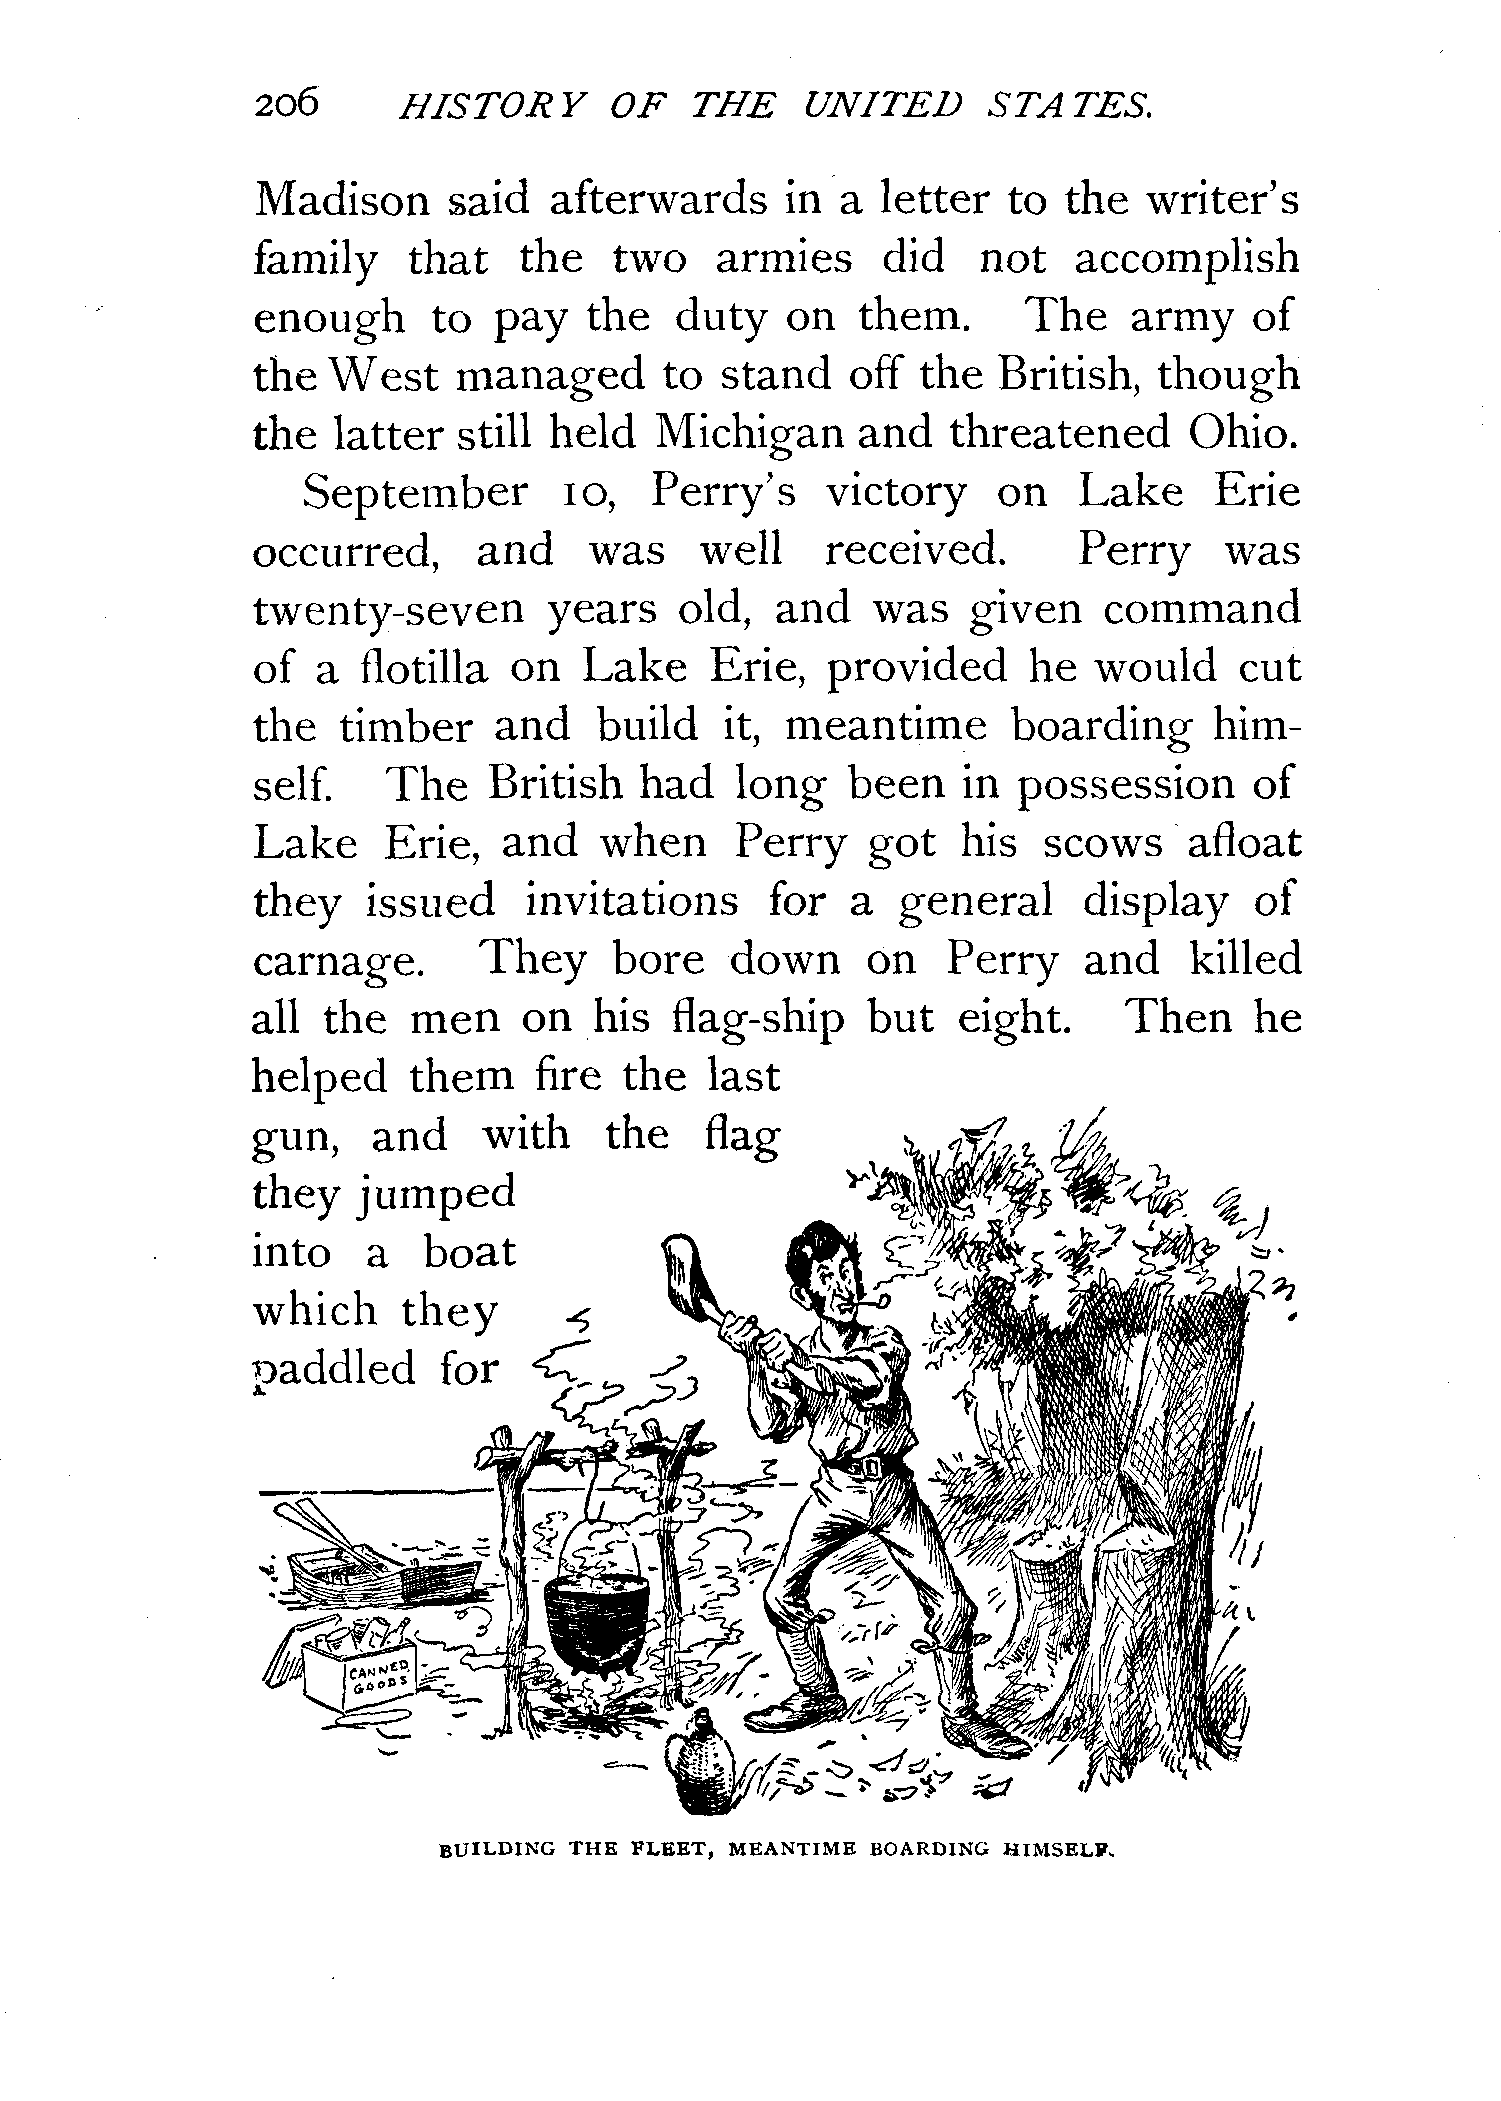 206 HISTORY OF THE UNITED STATES.
Madison said afterwards in a letter to the writer's
family that the two armies did not accomplish
enough to pay the duty on them. The army of
the West managed to stand off the British, though
the latter still held Michigan and threatened Ohio.
September 10, Perry's victory on Lake Erie
occurred, and was well received. Perry was
twenty-seven years old, and was given command
of a flotilla on Lake Erie, provided he would cut
the timber and build it, meantime boarding him-
self. The British had long been in possession of
Lake Erie, and when Perry got his scows afloat
they issued invitations for a general display of
carnage. They bore down on Perry and killed
all the men on his flag-ship but eight. Then he
helped them fire the last
gun, and with the flag
they jumped
into a boat
which they
paddled for
CANNED
GOODS
BUILDING THE FLEET, MEANTIME BOARDING HIMSELF.